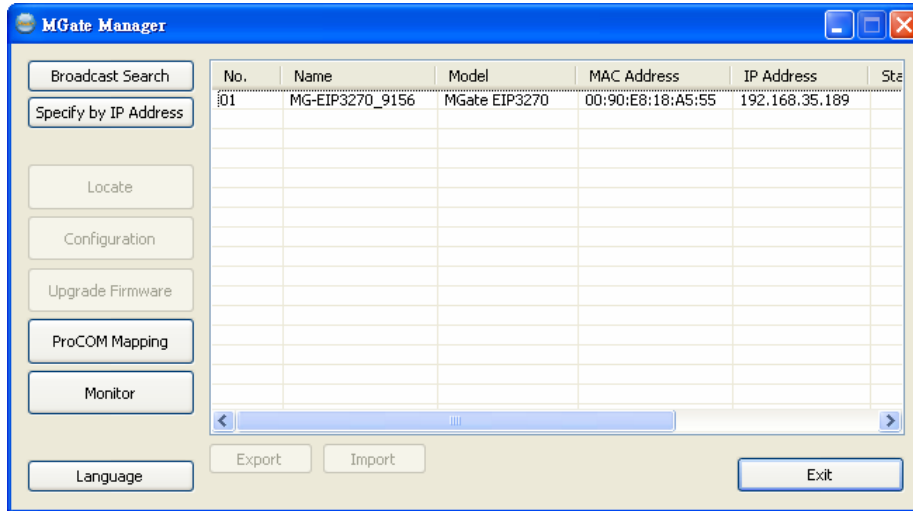 MGate Manager
Broadcast Search
Specify by IP Address
Locate
Configuration
Upgrade Firmware
ProCOM Mapping
Monitor
Language
No. Name Model MAC Address IP Address Sta
01 MG-EIP3270_9156 MGate EIP3270 00:90:E8:18:A5:55 192.168.35.189
Export Import
Exit